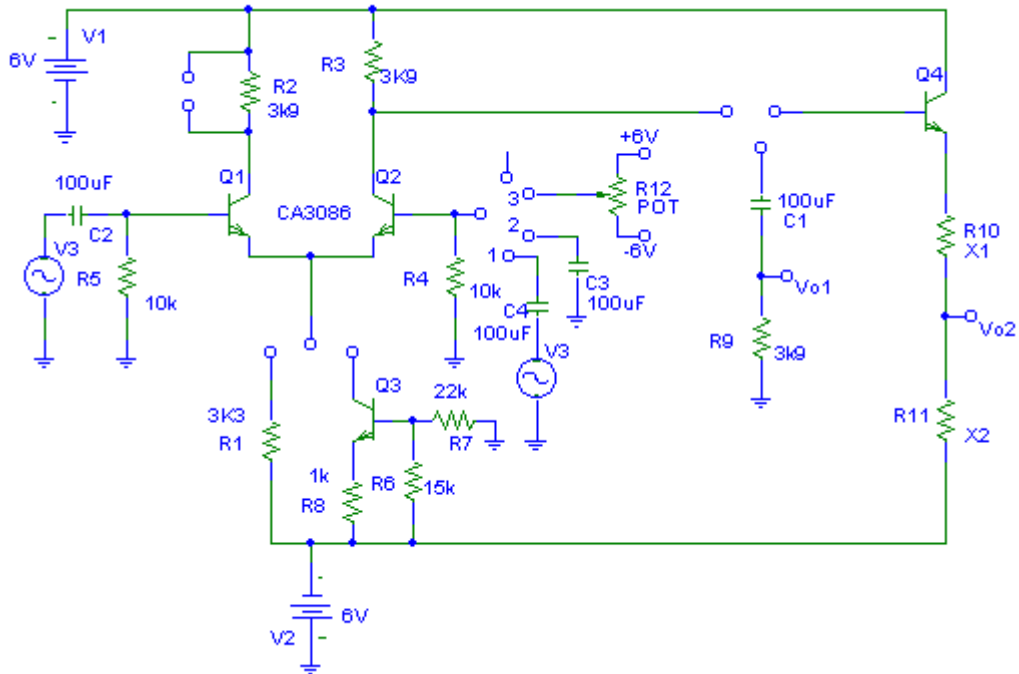 V1
6V
-
-
R2
3k9
R3
3K9
Q4
Q1
Q2
CA3086
100uF
C2
V3
R5
10k
R4
10k
3
2
1
+6V
R12
POT
-6V
C3
100uF
C4
100uF
V3
100uF
C1
Vo1
R9
3k9
R10
X1
Vo2
R11
X2
3K3
R1
Q3
22k
R7
1k
R8
R6
15k
-
6V
V2
-